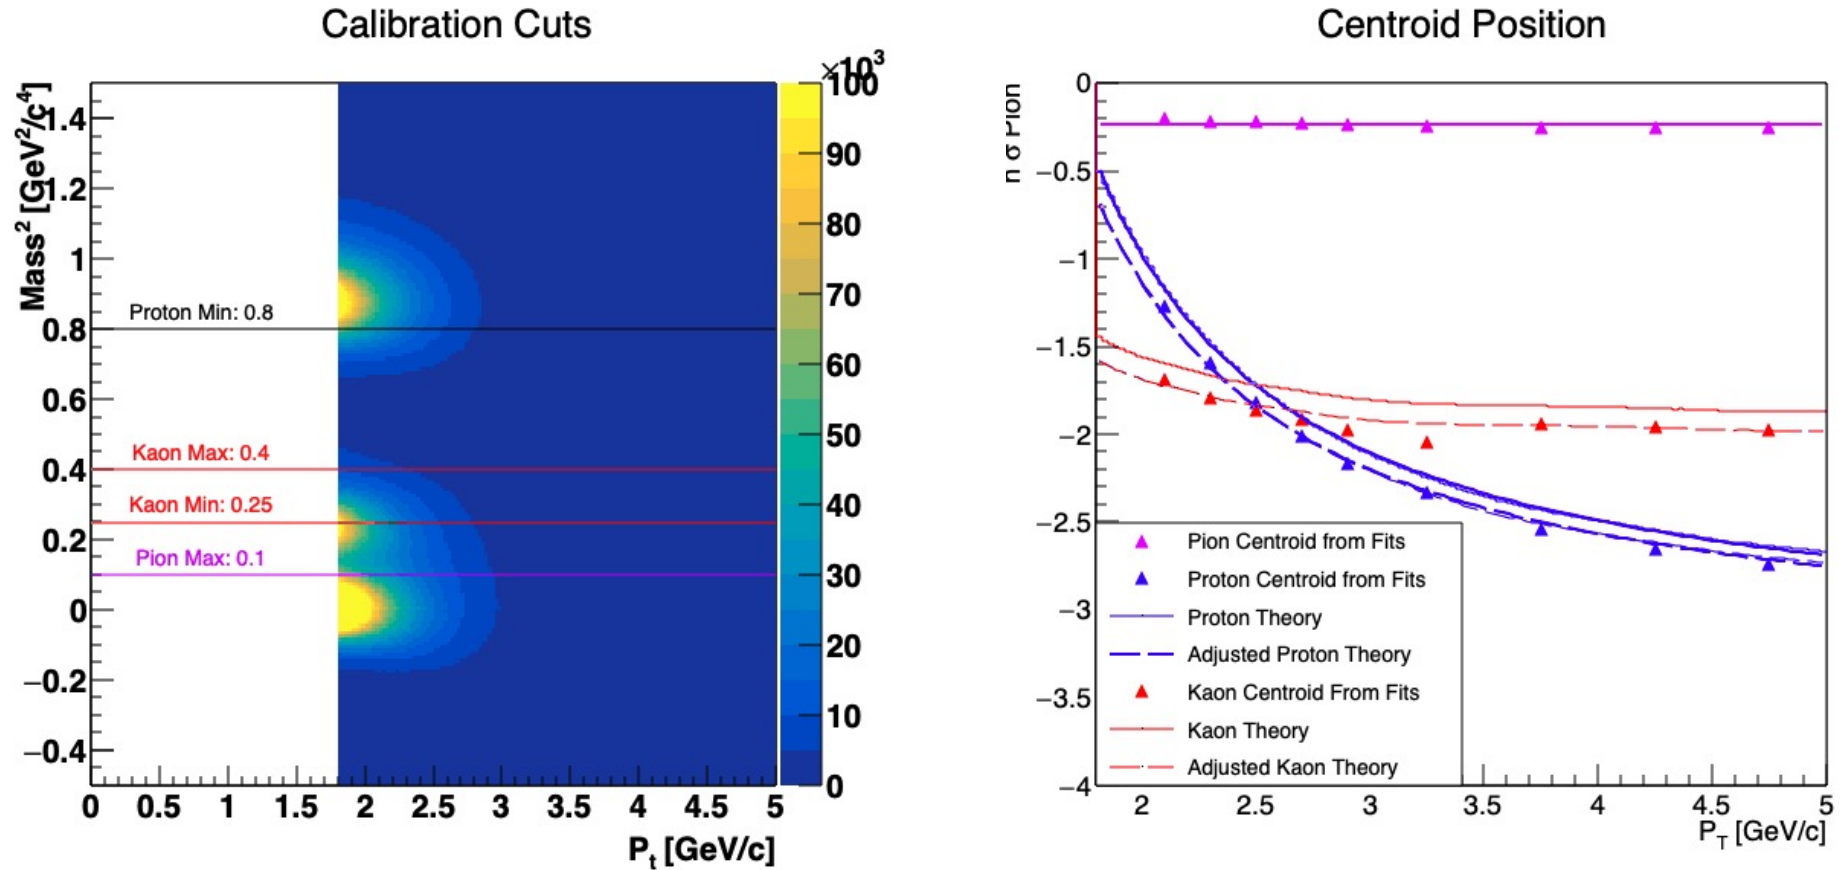 Calibration Cuts
×10³
Mass² [GeV²/c⁴]
1.4
1.2
1
0.8
0.6
0.4
0.2
0
−0.2
−0.4
Proton Min: 0.8
Kaon Max: 0.4
Kaon Min: 0.25
Pion Max: 0.1
0 0.5 1 1.5 2 2.5 3 3.5 4 4.5 5
Pt [GeV/c]
100
90
80
70
60
50
40
30
20
10
0
Centroid Position
n σ Pion
0
−0.5
−1
−1.5
−2
−2.5
−3
−3.5
−4
Pion Centroid from Fits
Proton Centroid from Fits
Proton Theory
Adjusted Proton Theory
Kaon Centroid From Fits
Kaon Theory
Adjusted Kaon Theory
2 2.5 3 3.5 4 4.5 5
PT [GeV/c]